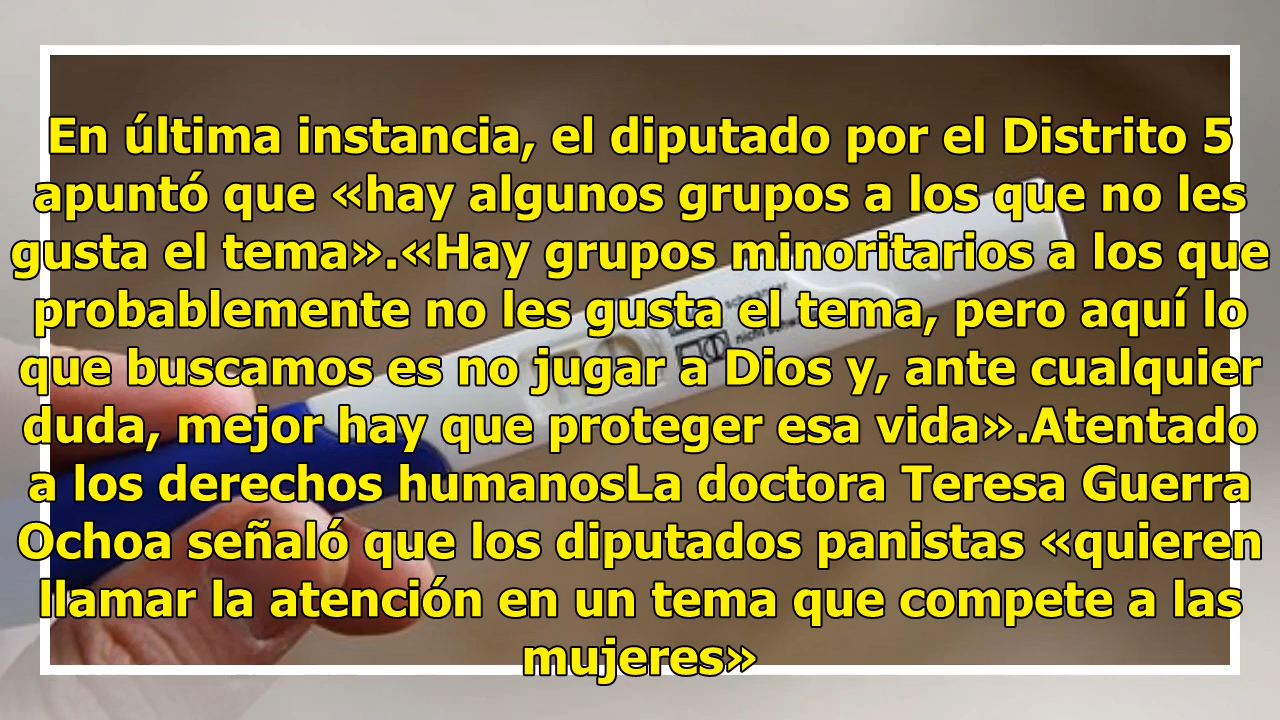 En última instancia, el diputado por el Distrito 5
apuntó que «hay algunos grupos a los que no les
gusta el tema».«Hay grupos minoritarios a los que
probablemente no les gusta el tema, pero aquí lo
que buscamos es no jugar a Dios y, ante cualquier
duda, mejor hay que proteger esa vida».Atentado
a los derechos humanosLa doctora Teresa Guerra
Ochoa señaló que los diputados panistas «quieren
llamar la atención en un tema que compete a las
mujeres»
schwanger
nicht